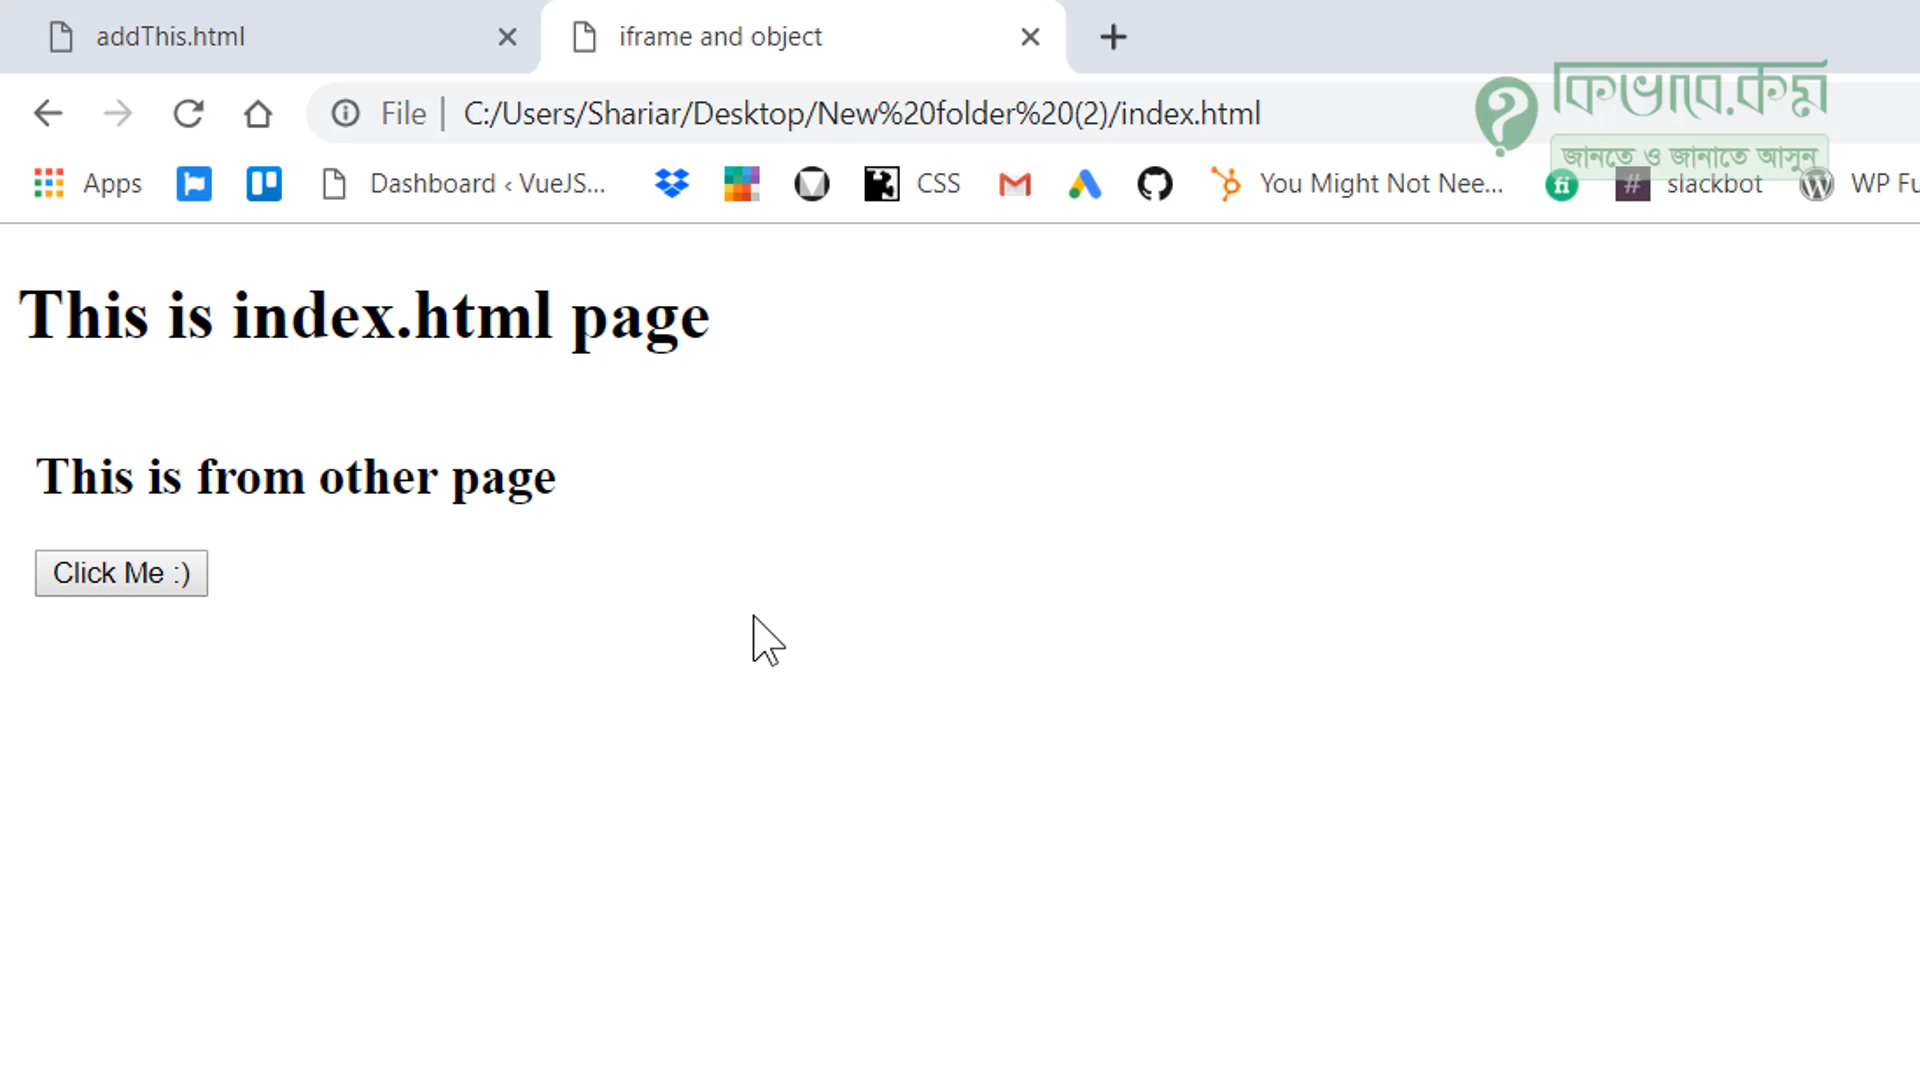 addThis.html
iframe and object
File | C:/Users/Shariar/Desktop/New%20folder%20(2)/index.html
কিভাবে.কম
জানতে ও জানাতে আসুন
Apps
Dashboard ‹ VueJS...
CSS
You Might Not Nee...
fi
# slackbot
WP Fu
This is index.html page
This is from other page
Click Me :)